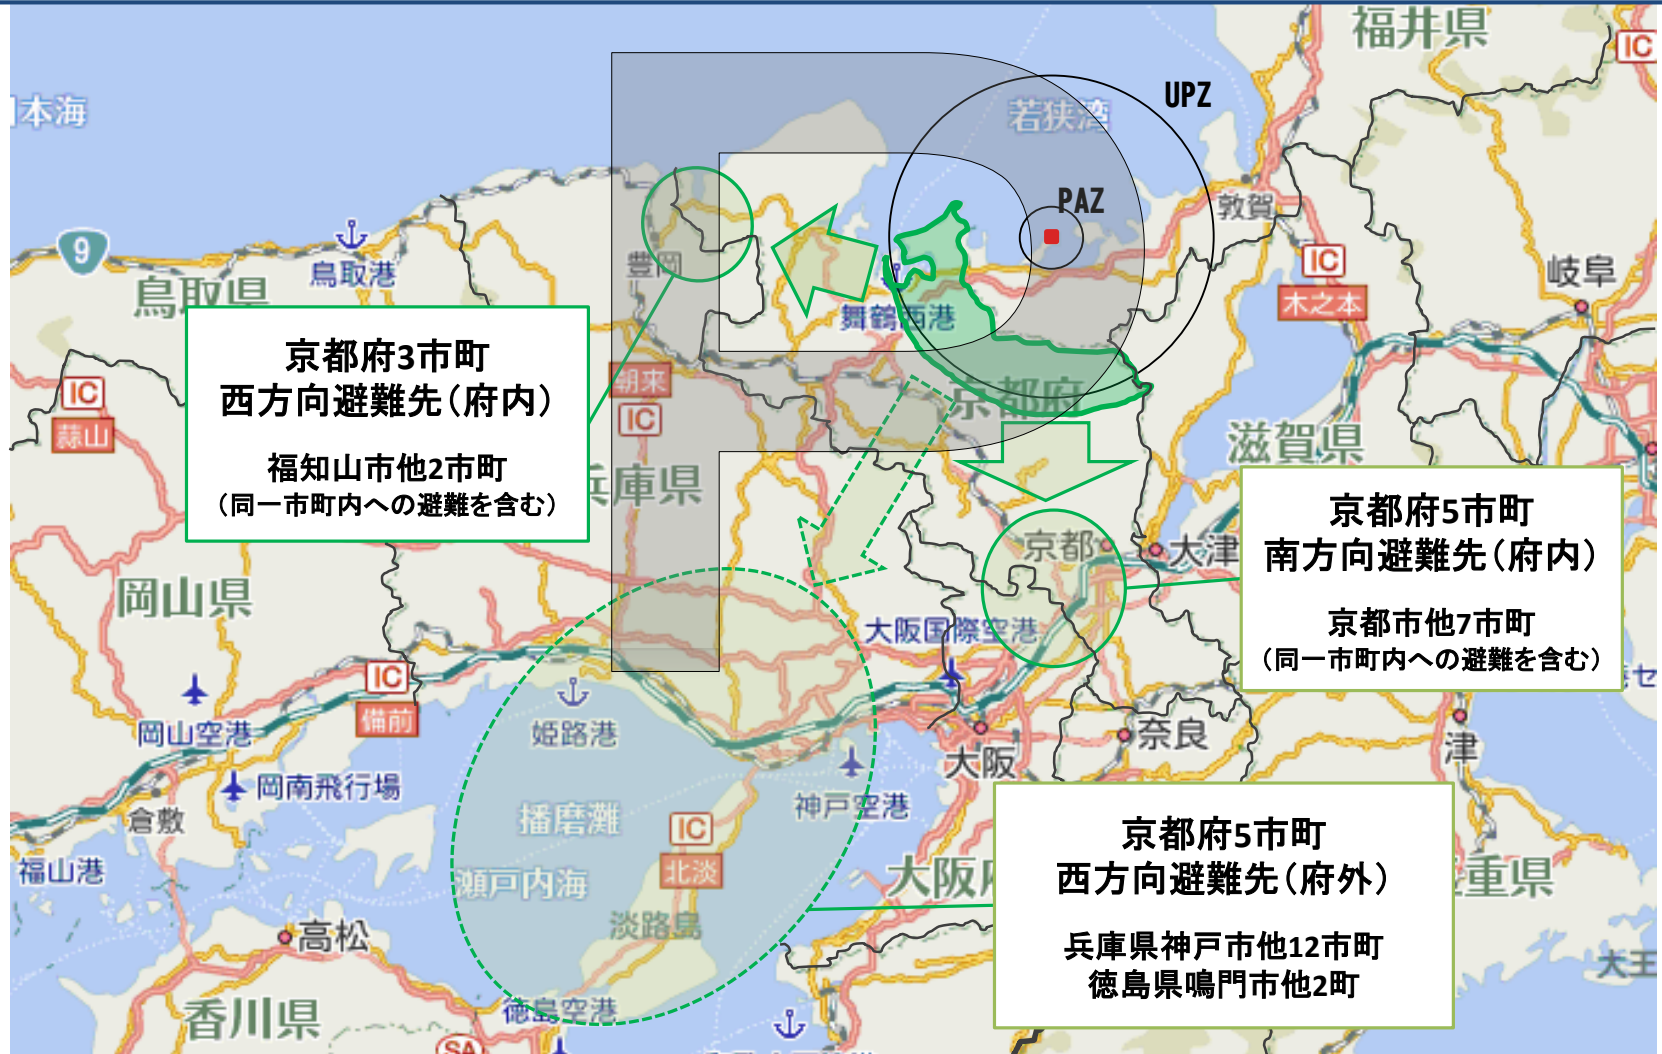 福井県
IC
UPZ
若狭湾
本海
PAZ
敦賀
9
鳥取港
豊岡
IC
木之本
岐阜
鳥取県
舞鶴西港
京都府3市町
西方向避難先（府内）
福知山市他2市町
（同一市町内への避難を含む）
朝来
IC
IC
蒜山
京都府
滋賀県
兵庫県
京都府5市町
南方向避難先（府内）
京都市他7市町
（同一市町内への避難を含む）
京都
大津
岡山県
大阪国際空港
IC
備前
岡山空港
姫路港
大阪
奈良
津
岡南飛行場
倉敷
播磨灘
IC
北淡
神戸空港
福山港
瀬戸内海
大阪府
重県
京都府5市町
西方向避難先（府外）
兵庫県神戸市他12市町
徳島県鳴門市他2町
高松
淡路島
大王
香川県
徳島空港
SA